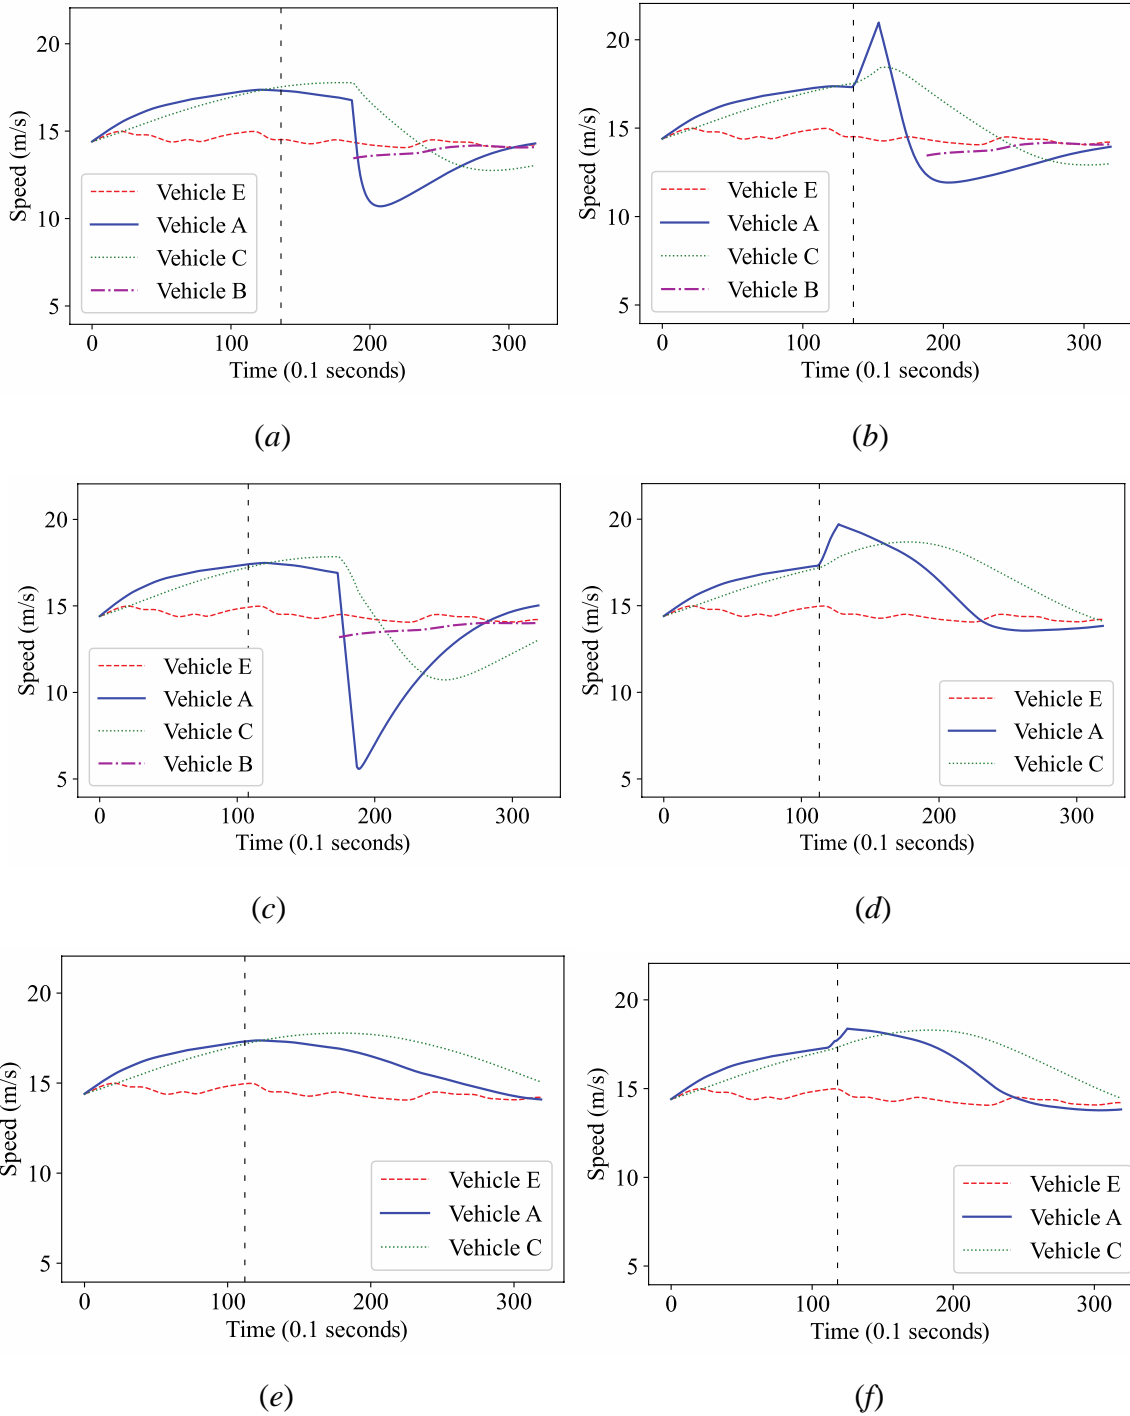 20
15
10
5
Speed (m/s)
Vehicle E
Vehicle A
Vehicle C
Vehicle B
0 100 200 300
Time (0.1 seconds)
(a)
20
15
10
5
Speed (m/s)
Vehicle E
Vehicle A
Vehicle C
Vehicle B
0 100 200 300
Time (0.1 seconds)
(b)
20
15
10
5
Speed (m/s)
Vehicle E
Vehicle A
Vehicle C
Vehicle B
0 100 200 300
Time (0.1 seconds)
(c)
20
15
10
5
Speed (m/s)
Vehicle E
Vehicle A
Vehicle C
0 100 200 300
Time (0.1 seconds)
(d)
20
15
10
5
Speed (m/s)
Vehicle E
Vehicle A
Vehicle C
0 100 200 300
Time (0.1 seconds)
(e)
20
15
10
5
Speed (m/s)
Vehicle E
Vehicle A
Vehicle C
0 100 200 300
Time (0.1 seconds)
(f)